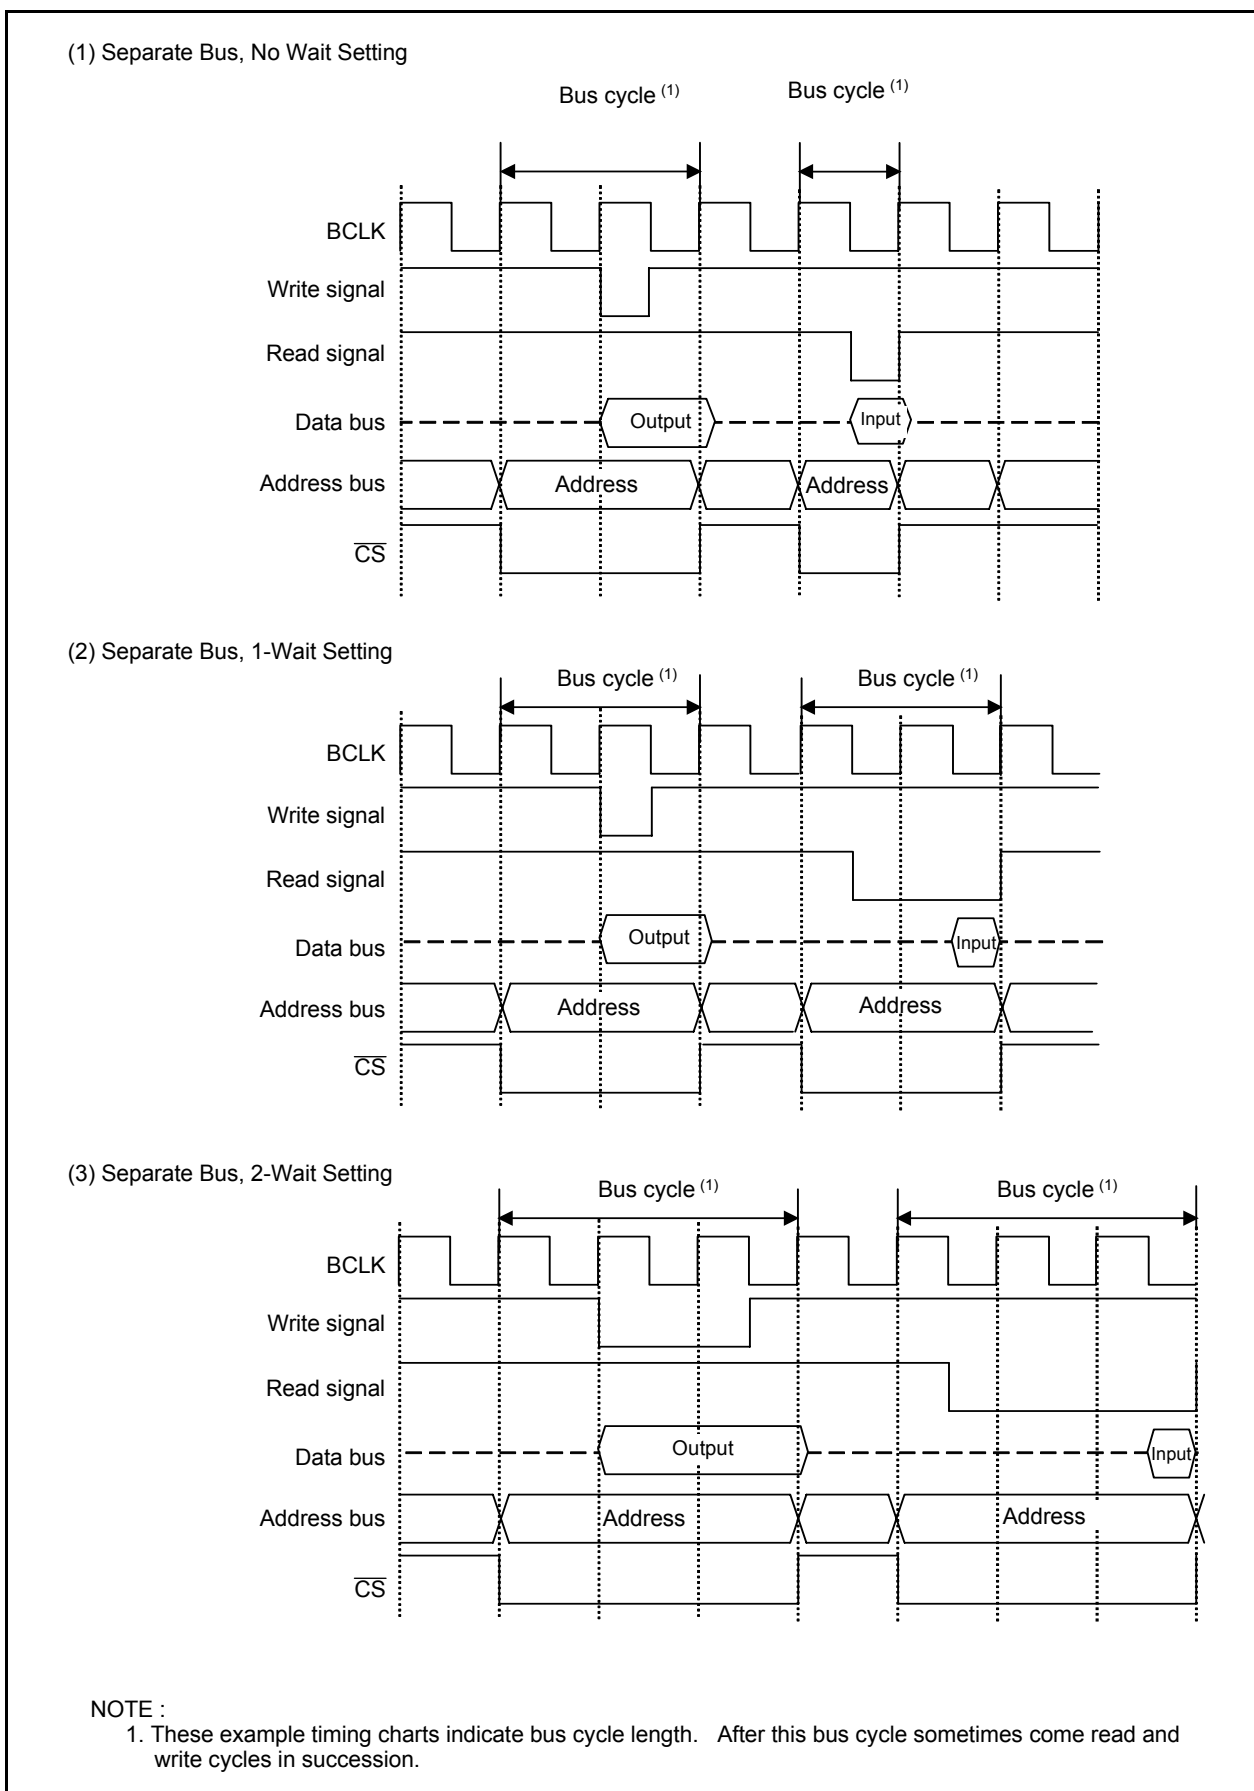 (1) Separate Bus, No Wait Setting
Bus cycle (1)
Bus cycle (1)
BCLK
Write signal
Read signal
Data bus
Output
Input
Address bus
Address
Address
CS
(2) Separate Bus, 1-Wait Setting
Bus cycle (1)
Bus cycle (1)
BCLK
Write signal
Read signal
Data bus
Output
Input
Address bus
Address
Address
CS
(3) Separate Bus, 2-Wait Setting
Bus cycle (1)
Bus cycle (1)
BCLK
Write signal
Read signal
Data bus
Output
Input
Address bus
Address
Address
CS
NOTE :
1. These example timing charts indicate bus cycle length. After this bus cycle sometimes come read and
write cycles in succession.